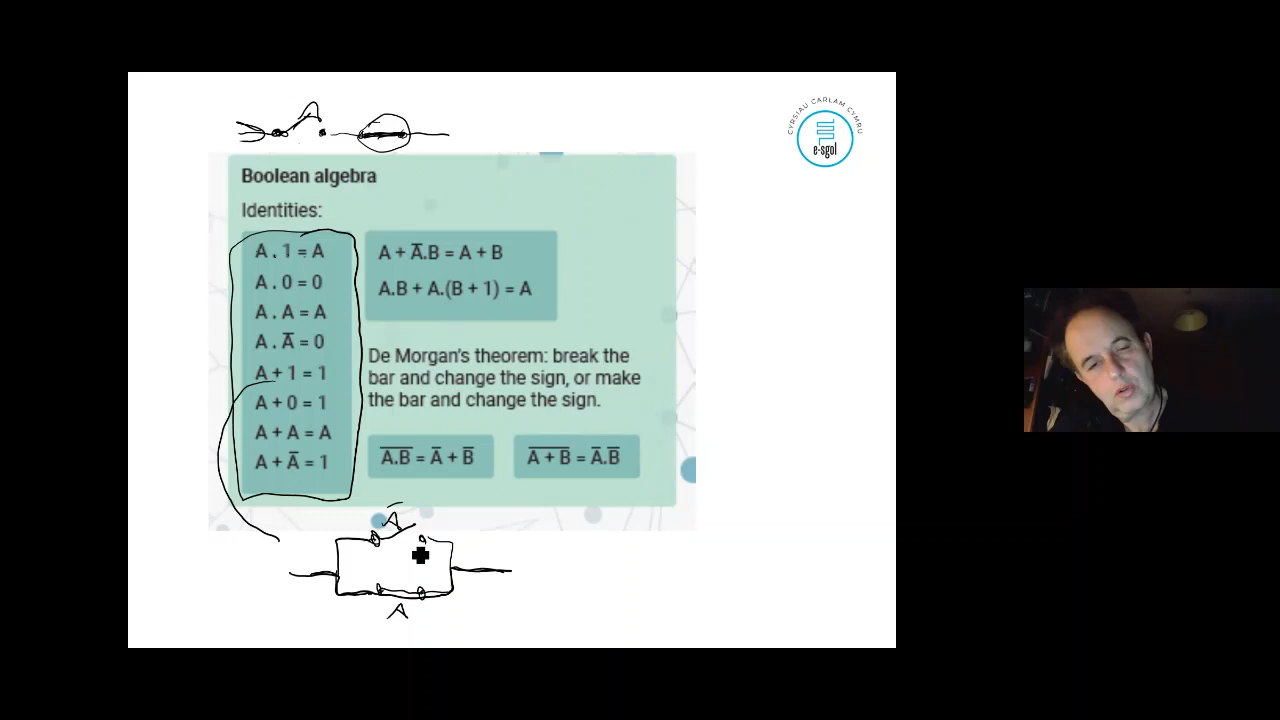 A
CYRSIAU CARLAM CYMRU
e-sgol
Boolean algebra
Identities:
A . 1 = A
A . 0 = 0
A . A = A
A . A̅ = 0
A + 1 = 1
A + 0 = 1
A + A = A
A + A̅ = 1
A + A̅.B = A + B
A.B + A.(B + 1) = A
De Morgan's theorem: break the
bar and change the sign, or make
the bar and change the sign.
A̅.̅B̅ = A̅ + B̅
A̅ ̅+̅ ̅B̅ = A̅.B̅
A̅
A